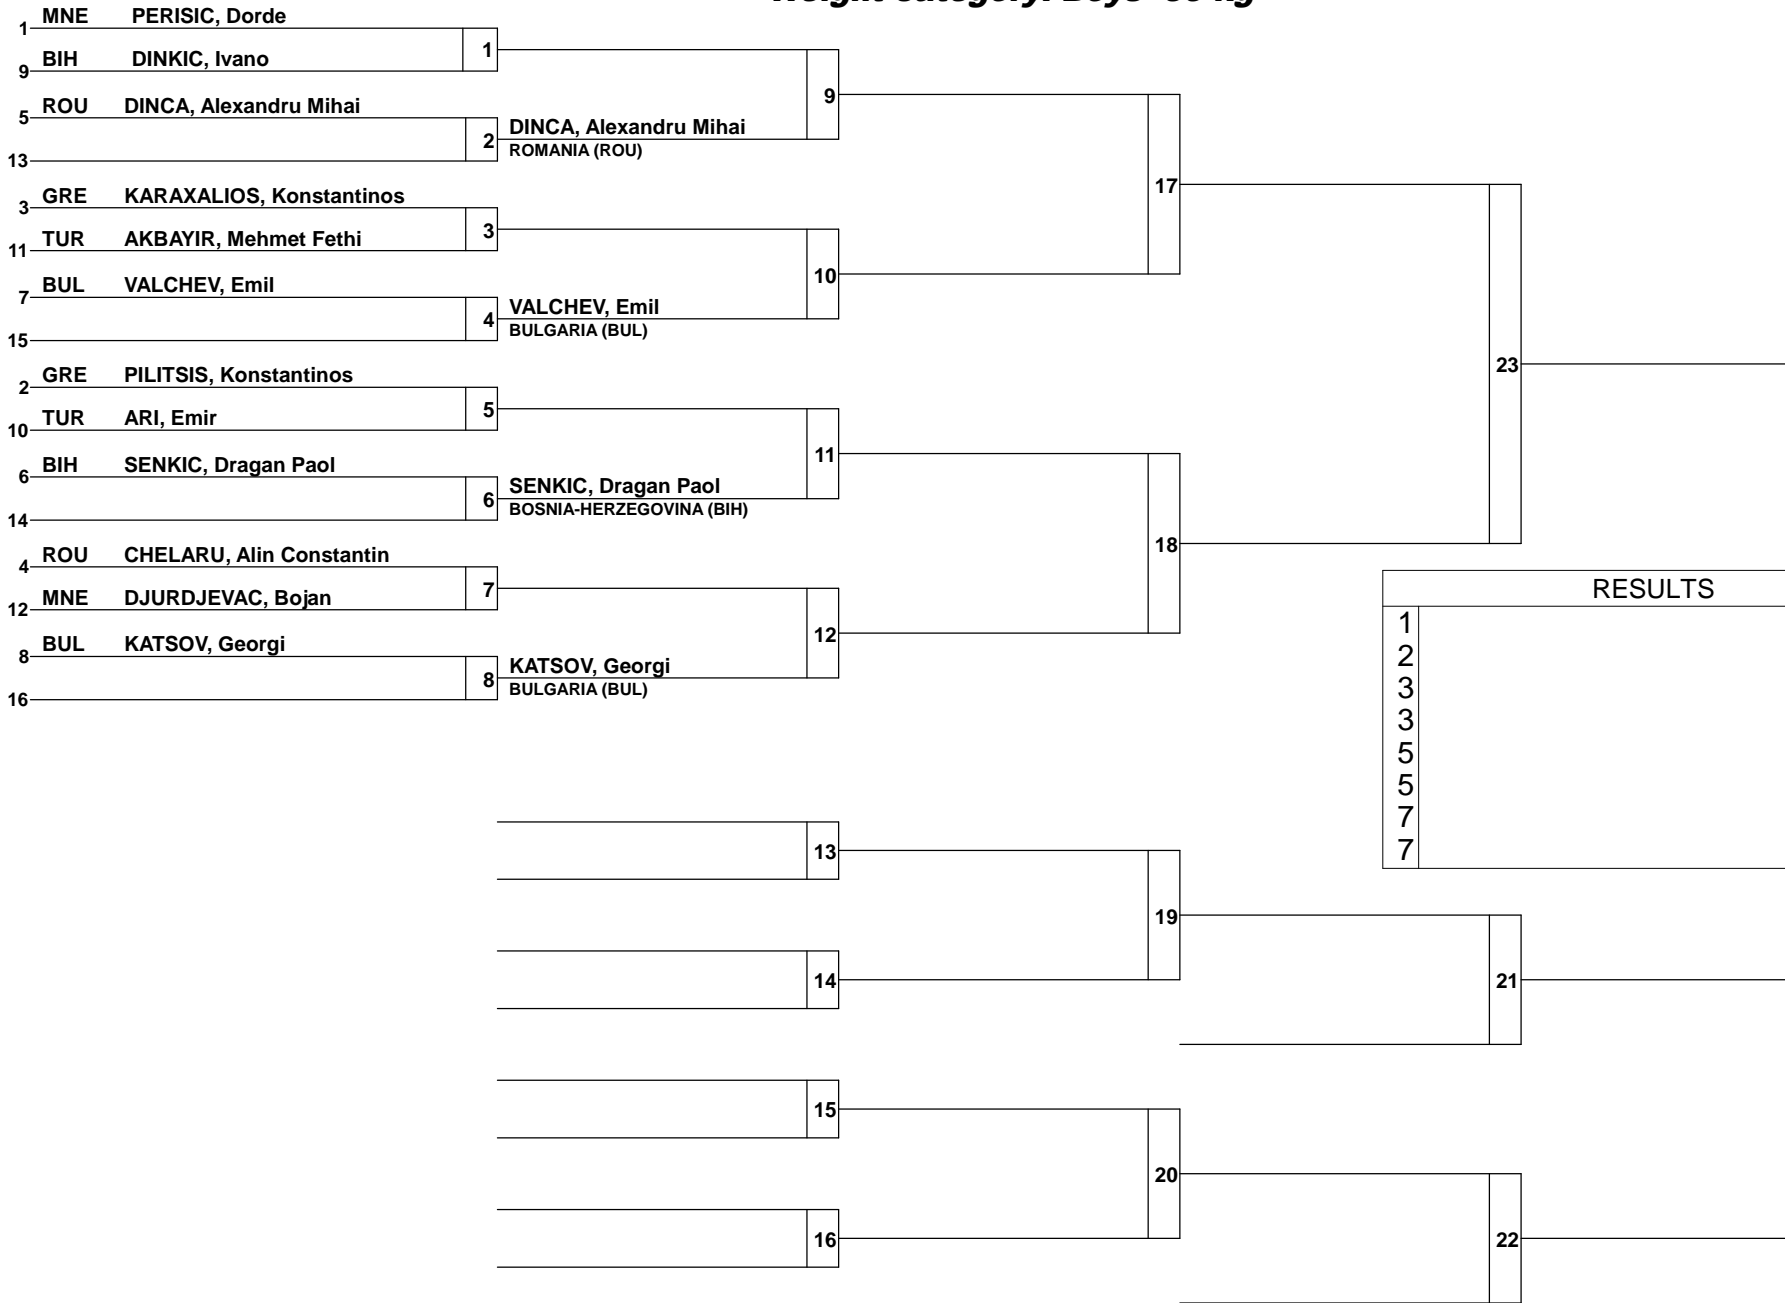 1 MNE PERISIC, Dorde
9 BIH DINKIC, Ivano
1
5 ROU DINCA, Alexandru Mihai
13
2
DINCA, Alexandru Mihai
ROMANIA (ROU)
9
3 GRE KARAXALIOS, Konstantinos
11 TUR AKBAYIR, Mehmet Fethi
3
7 BUL VALCHEV, Emil
15
4
VALCHEV, Emil
BULGARIA (BUL)
10
17
2 GRE PILITSIS, Konstantinos
10 TUR ARI, Emir
5
6 BIH SENKIC, Dragan Paol
14
6
SENKIC, Dragan Paol
BOSNIA-HERZEGOVINA (BIH)
11
4 ROU CHELARU, Alin Constantin
12 MNE DJURDJEVAC, Bojan
7
8 BUL KATSOV, Georgi
16
8
KATSOV, Georgi
BULGARIA (BUL)
12
18
23
RESULTS
1
2
3
3
5
5
7
7
13
14
19
21
15
16
20
22